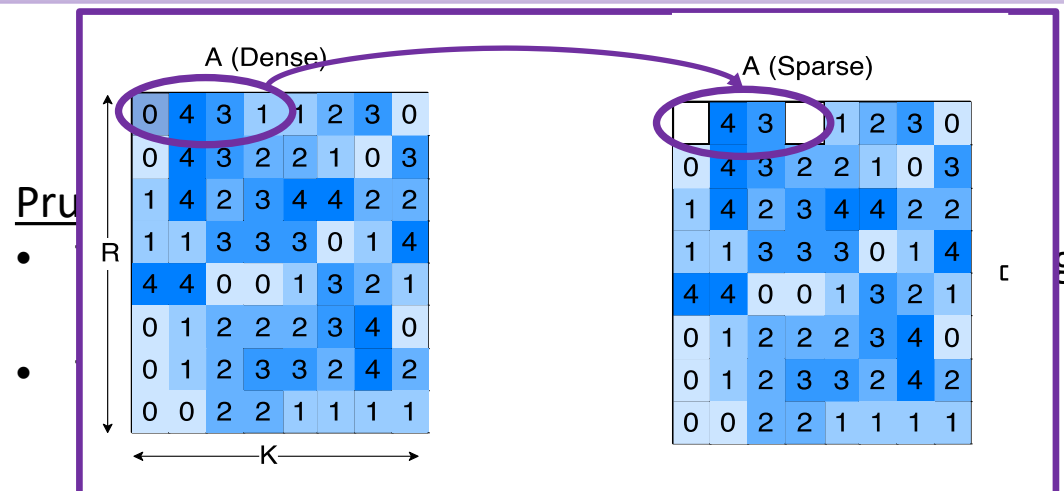 A (Dense)
A (Sparse)
0 4 3 1 1 2 3 0
4 3 1 2 3 0
0 4 3 2 2 1 0 3
0 4 3 2 2 1 0 3
1 4 2 3 4 4 2 2
1 4 2 3 4 4 2 2
Pru
R
1 1 3 3 3 0 1 4
1 1 3 3 3 0 1 4
4 4 0 0 1 3 2 1
4 4 0 0 1 3 2 1
0 1 2 2 2 3 4 0
0 1 2 2 2 3 4 0
0 1 2 3 3 2 4 2
0 1 2 3 3 2 4 2
0 0 2 2 1 1 1 1
0 0 2 2 1 1 1 1
K